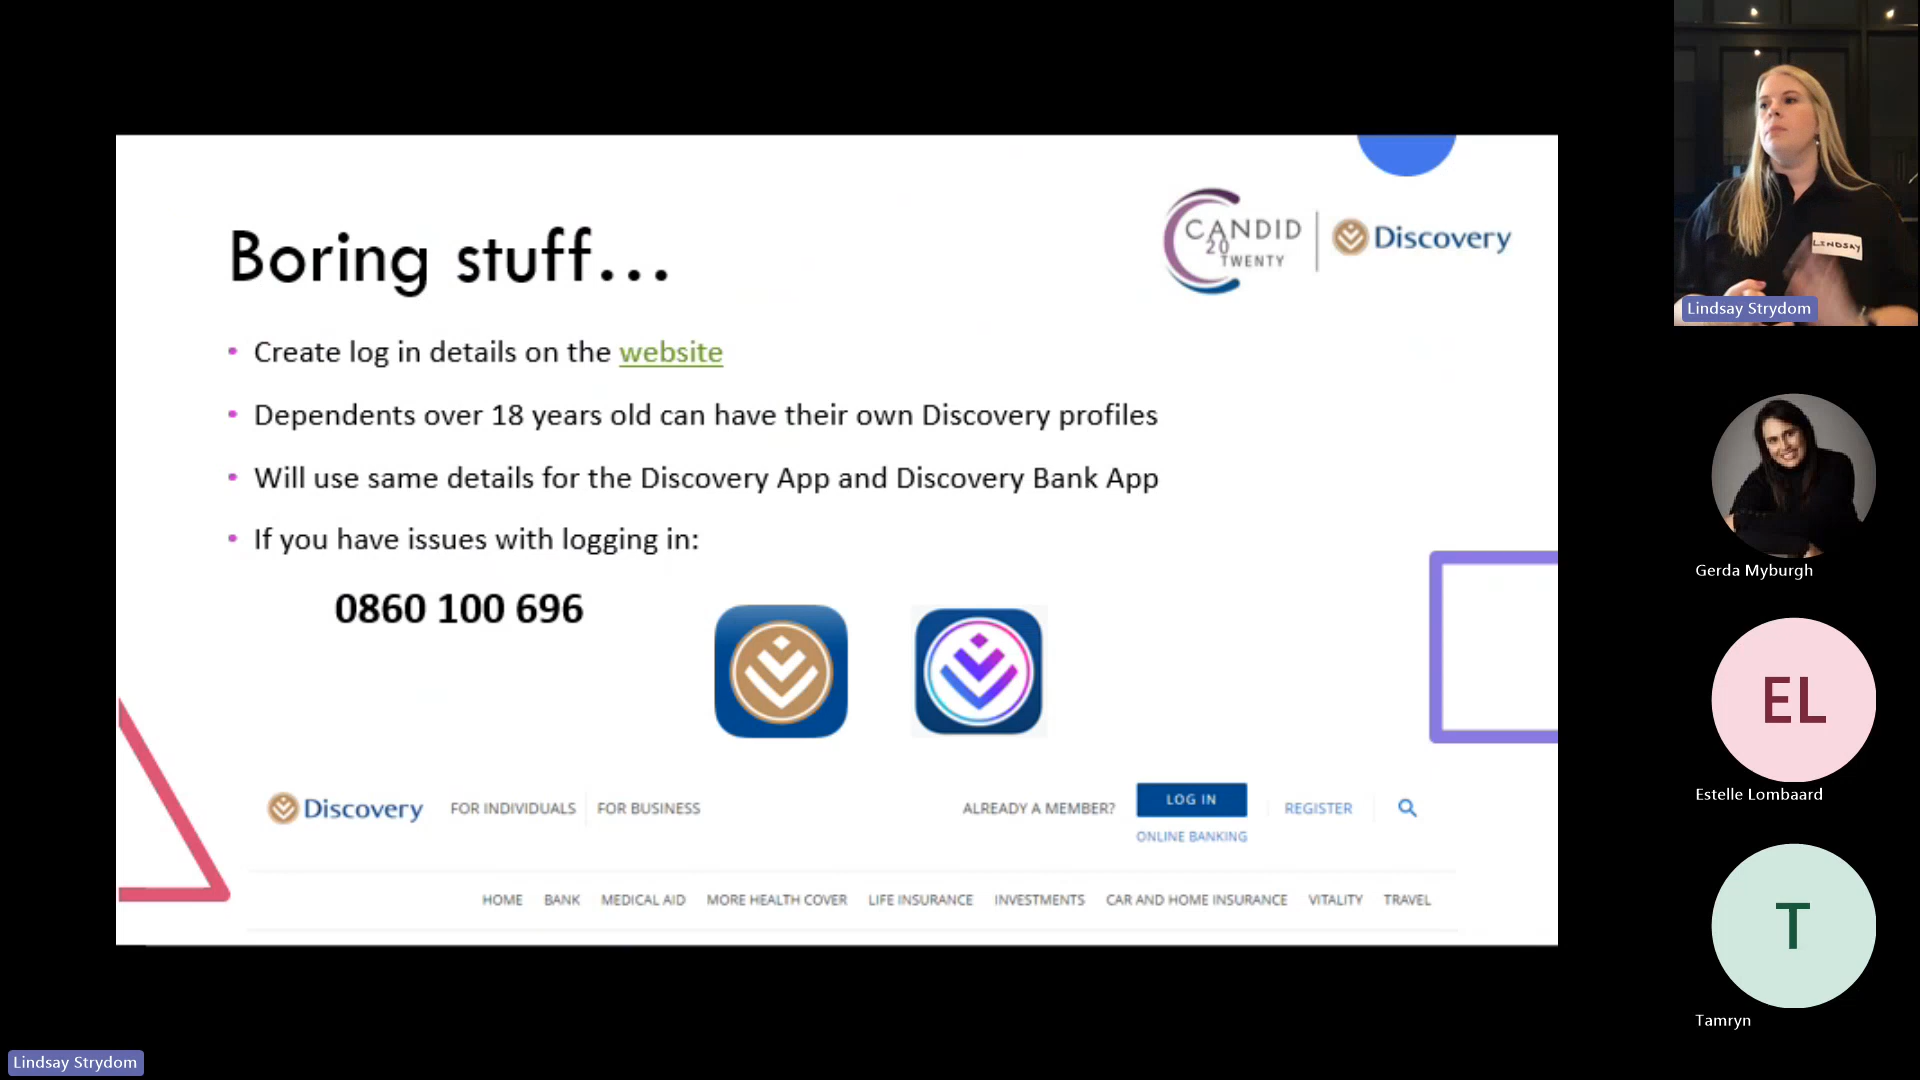 Boring stuff...
CANDID
20
TWENTY
Discovery
• Create log in details on the website
• Dependents over 18 years old can have their own Discovery profiles
• Will use same details for the Discovery App and Discovery Bank App
• If you have issues with logging in:
0860 100 696
Discovery FOR INDIVIDUALS FOR BUSINESS ALREADY A MEMBER? LOG IN REGISTER
ONLINE BANKING
HOME BANK MEDICAL AID MORE HEALTH COVER LIFE INSURANCE INVESTMENTS CAR AND HOME INSURANCE VITALITY TRAVEL
LINDSAY
Lindsay Strydom
Gerda Myburgh
EL
Estelle Lombaard
T
Tamryn
Lindsay Strydom